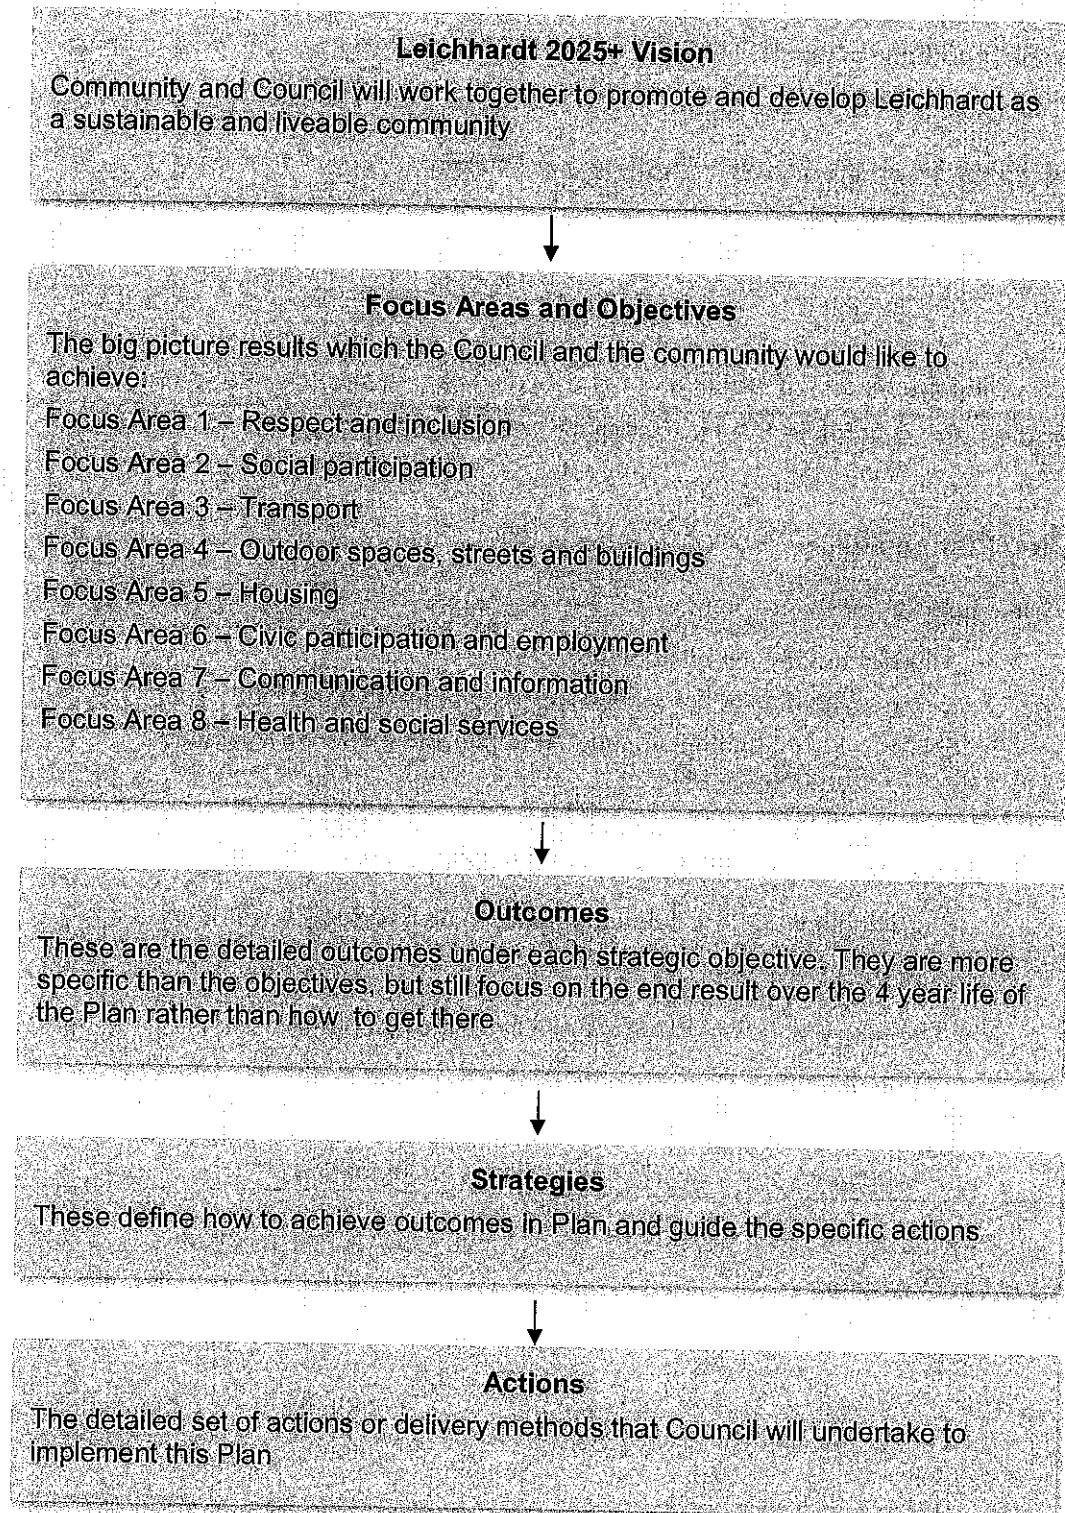 Leichhardt 2025+ Vision
Community and Council will work together to promote and develop Leichhardt as
a sustainable and liveable community
Focus Areas and Objectives
The big picture results which the Council and the community would like to
achieve:
Focus Area 1 – Respect and inclusion
Focus Area 2 – Social participation
Focus Area 3 – Transport
Focus Area 4 – Outdoor spaces, streets and buildings
Focus Area 5 – Housing
Focus Area 6 – Civic participation and employment
Focus Area 7 – Communication and information
Focus Area 8 – Health and social services
Outcomes
These are the detailed outcomes under each strategic objective. They are more
specific than the objectives, but still focus on the end result over the 4 year life of
the Plan rather than how to get there
Strategies
These define how to achieve outcomes in Plan and guide the specific actions
Actions
The detailed set of actions or delivery methods that Council will undertake to
implement this Plan